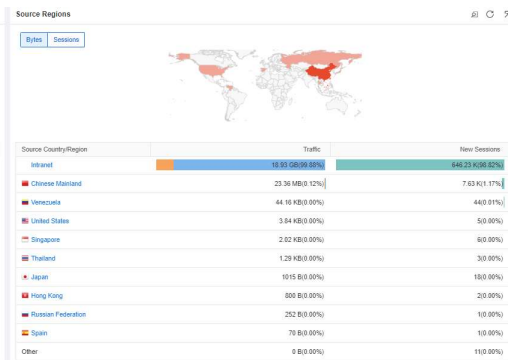 Source Regions
Bytes Sessions
Source Country/Region Traffic New Sessions
Intranet 18.93 GB(99.88%) 646.23 K(98.82%)
Chinese Mainland 23.36 MB(0.12%) 7.63 K(1.17%)
Venezuela 44.16 KB(0.00%) 44(0.01%)
United States 3.84 KB(0.00%) 5(0.00%)
Singapore 2.02 KB(0.00%) 6(0.00%)
Thailand 1.29 KB(0.00%) 3(0.00%)
Japan 1015 B(0.00%) 18(0.00%)
Hong Kong 800 B(0.00%) 2(0.00%)
Russian Federation 252 B(0.00%) 1(0.00%)
Spain 70 B(0.00%) 1(0.00%)
Other 0 B(0.00%) 11(0.00%)